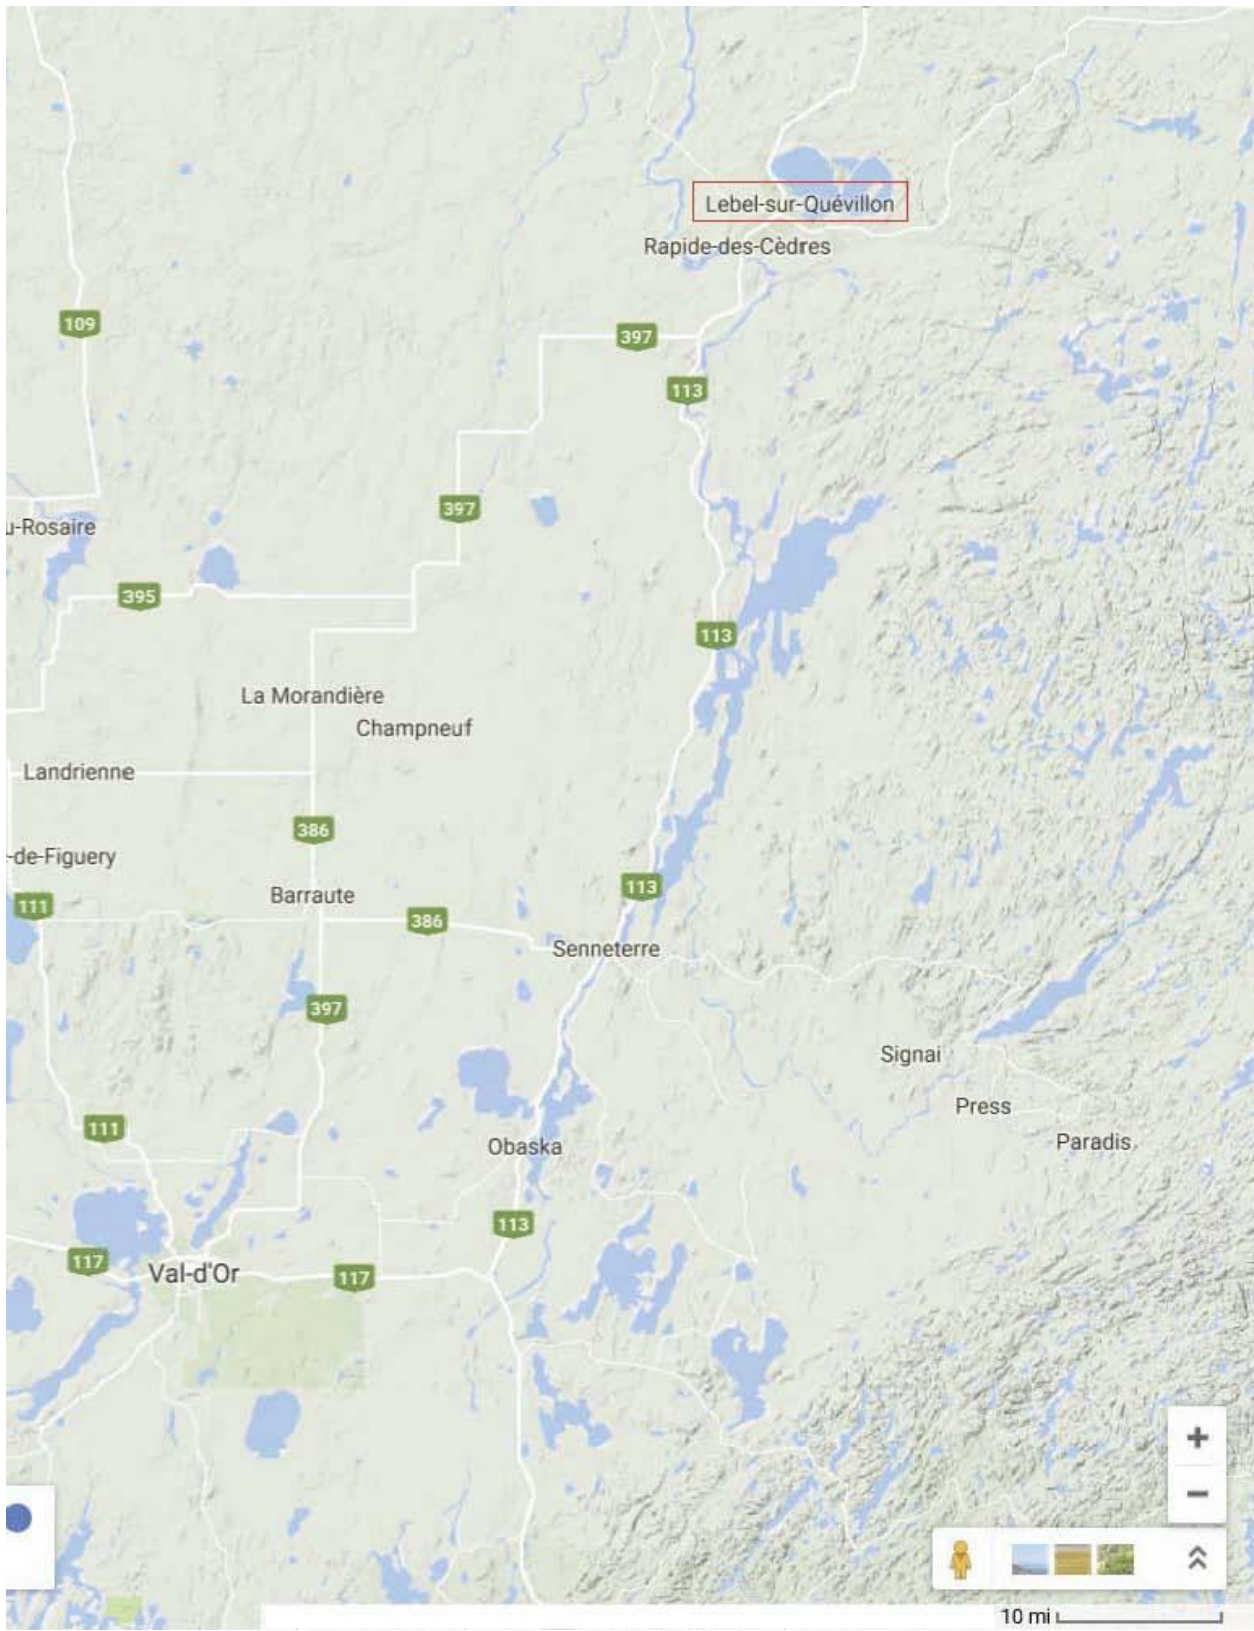 Lebel-sur-Quévillon
Rapide-des-Cèdres
109
397
113
397
u-Rosaire
395
113
La Morandière
Champneuf
Landrienne
386
-de-Figuery
113
Barraute
111
386
Senneterre
397
Signai
Press
111
Paradis
Obaska
113
117
Val-d'Or
117
+
−
10 mi